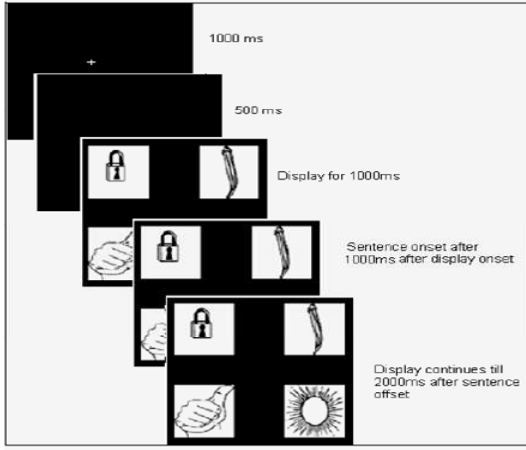 1000 ms
500 ms
Display for 1000ms
Sentence onset after
1000ms after display onset
Display continues till
2000ms after sentence
offset